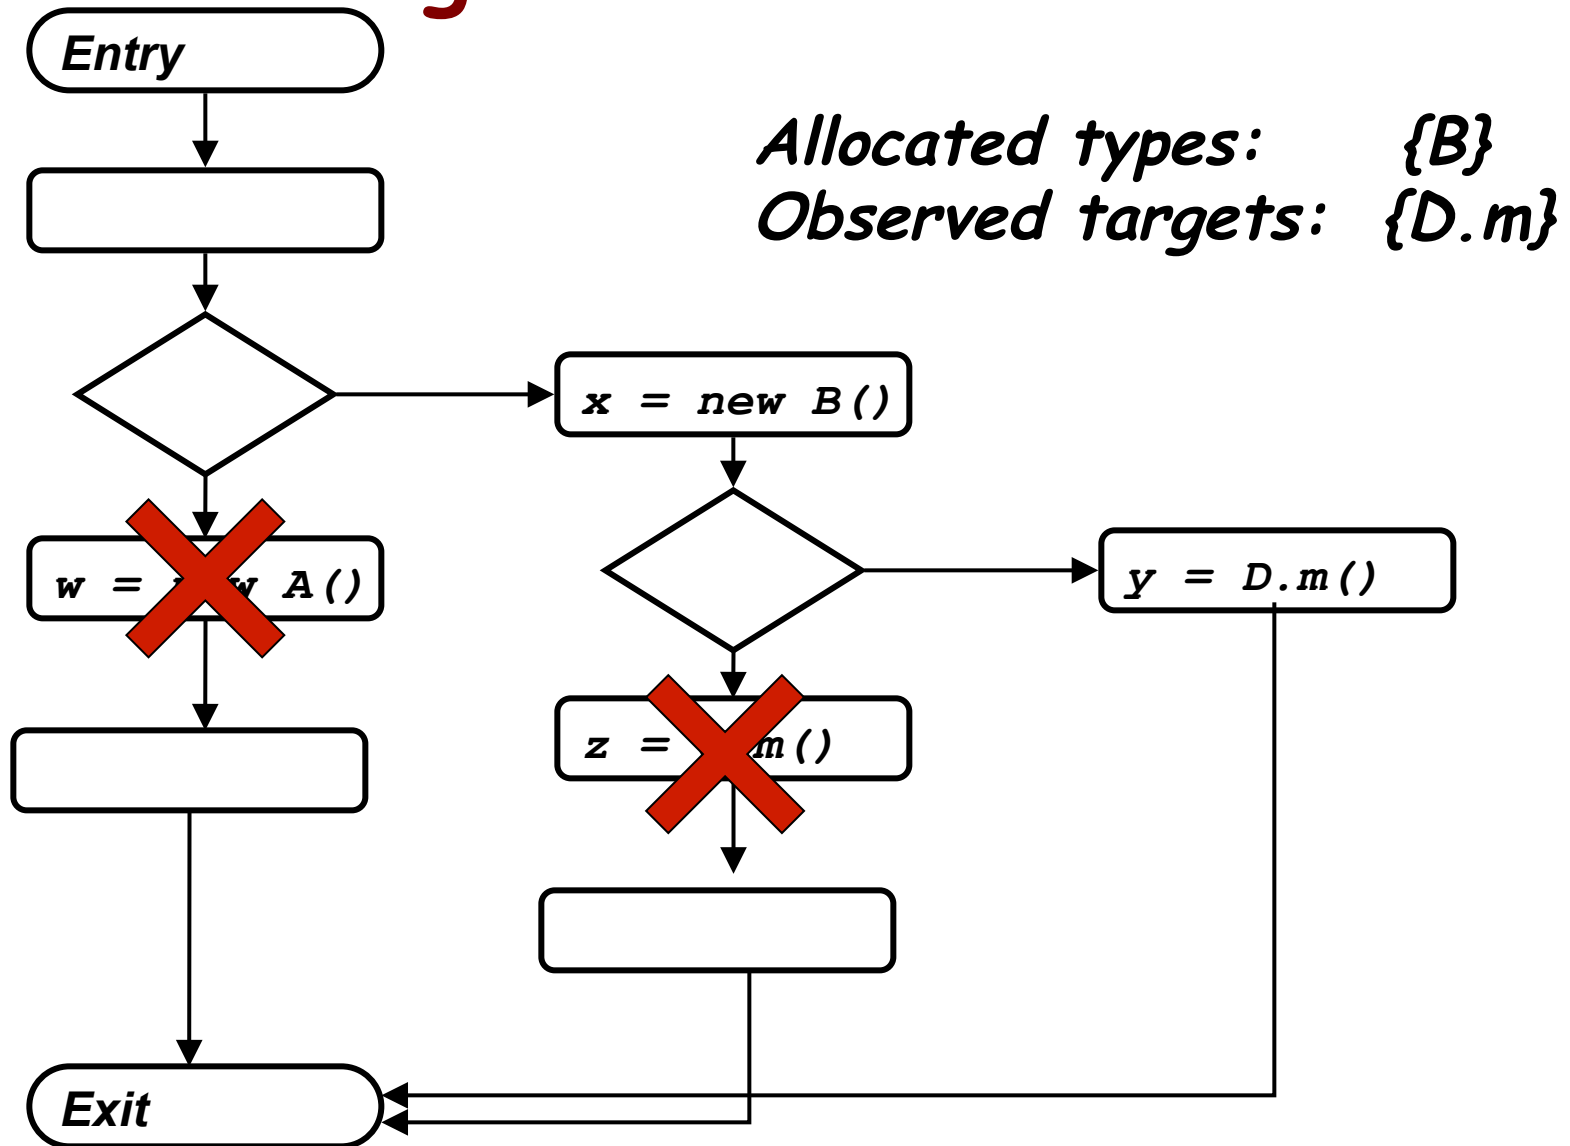 Entry
Allocated types: {B}
Observed targets: {D.m}
x = new B()
w = A()
y = D.m()
z = m()
Exit